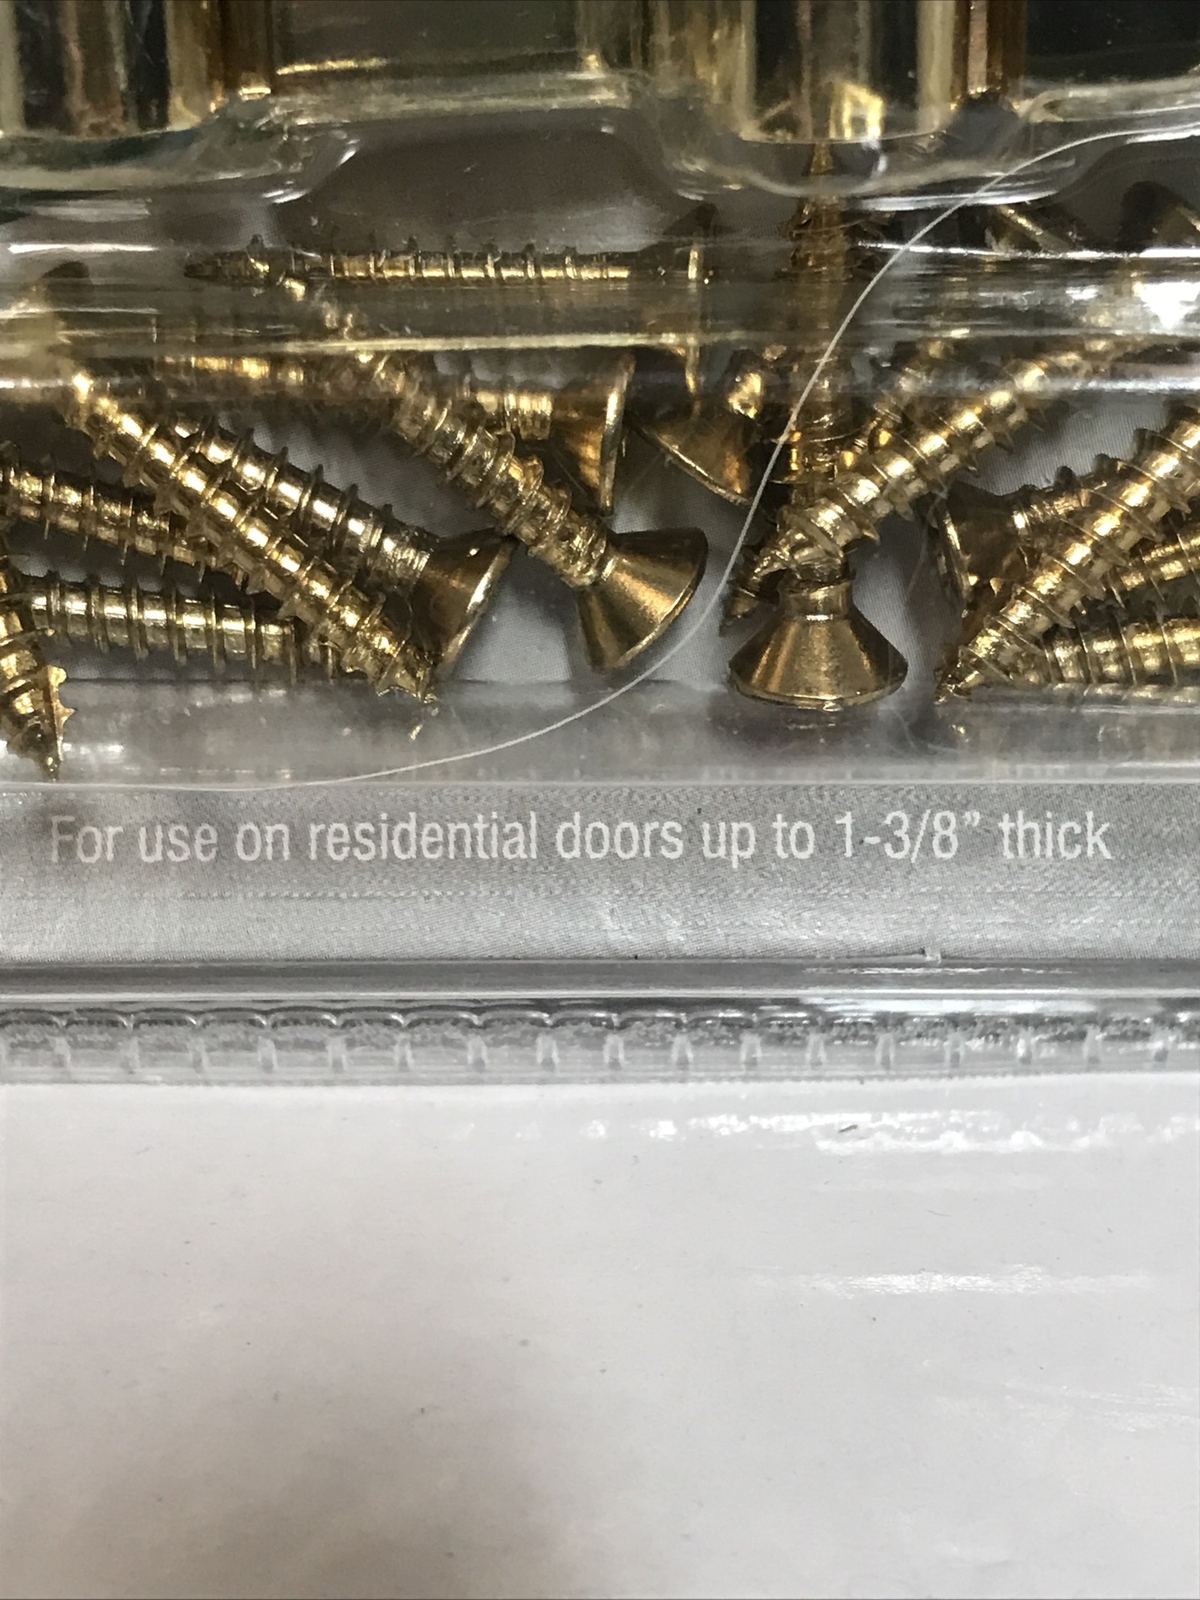 For use on residential doors up to 1-3/8” thick